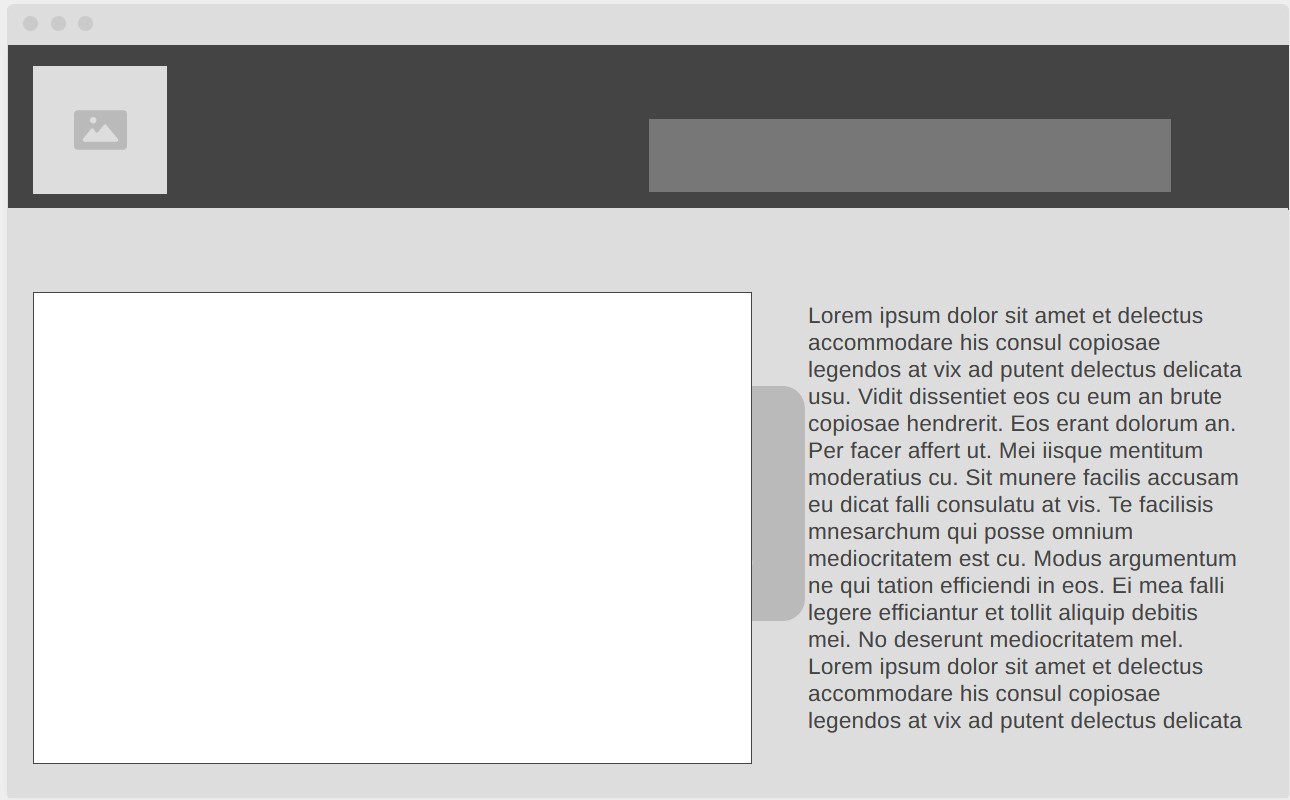 Lorem ipsum dolor sit amet et delectus
accommodare his consul copiosae
legendos at vix ad putent delectus delicata
usu. Vidit dissentiet eos cu eum an brute
copiosae hendrerit. Eos erant dolorum an.
Per facer affert ut. Mei iisque mentitum
moderatius cu. Sit munere facilis accusam
eu dicat falli consulatu at vis. Te facilisis
mnesarchum qui posse omnium
mediocritatem est cu. Modus argumentum
ne qui tation efficiendi in eos. Ei mea falli
legere efficiantur et tollit aliquip debitis
mei. No deserunt mediocritatem mel.
Lorem ipsum dolor sit amet et delectus
accommodare his consul copiosae
legendos at vix ad putent delectus delicata